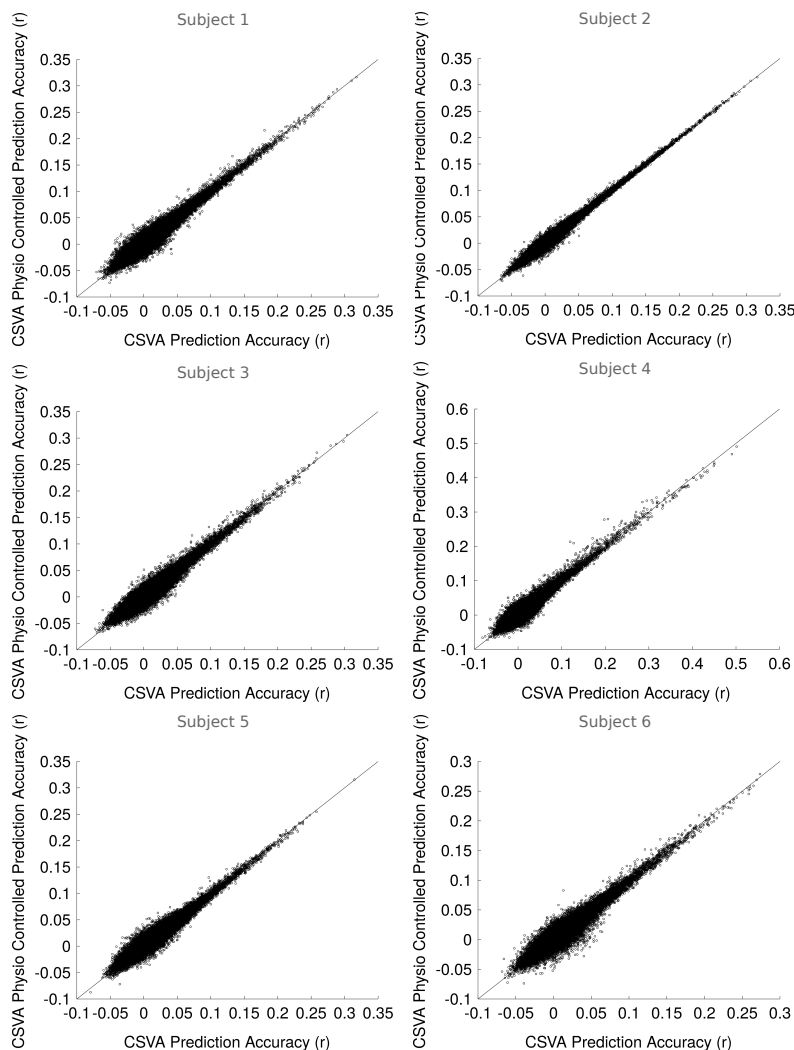 Subject 1
CSVA Physio Controlled Prediction Accuracy (r)
0.35
0.3
0.25
0.2
0.15
0.1
0.05
0
-0.05
-0.1
-0.1 -0.05 0 0.05 0.1 0.15 0.2 0.25 0.3 0.35
CSVA Prediction Accuracy (r)
Subject 2
CSVA Physio Controlled Prediction Accuracy (r)
0.35
0.3
0.25
0.2
0.15
0.1
0.05
0
-0.05
-0.1
-0.1 -0.05 0 0.05 0.1 0.15 0.2 0.25 0.3 0.35
CSVA Prediction Accuracy (r)
Subject 3
CSVA Physio Controlled Prediction Accuracy (r)
0.35
0.3
0.25
0.2
0.15
0.1
0.05
0
-0.05
-0.1
-0.1 -0.05 0 0.05 0.1 0.15 0.2 0.25 0.3 0.35
CSVA Prediction Accuracy (r)
Subject 4
CSVA Physio Controlled Prediction Accuracy (r)
0.6
0.5
0.4
0.3
0.2
0.1
0
-0.1
-0.1 0 0.1 0.2 0.3 0.4 0.5 0.6
CSVA Prediction Accuracy (r)
Subject 5
CSVA Physio Controlled Prediction Accuracy (r)
0.35
0.3
0.25
0.2
0.15
0.1
0.05
0
-0.05
-0.1
-0.1 -0.05 0 0.05 0.1 0.15 0.2 0.25 0.3 0.35
CSVA Prediction Accuracy (r)
Subject 6
CSVA Physio Controlled Prediction Accuracy (r)
0.3
0.25
0.2
0.15
0.1
0.05
0
-0.05
-0.1
-0.1 -0.05 0 0.05 0.1 0.15 0.2 0.25 0.3
CSVA Prediction Accuracy (r)